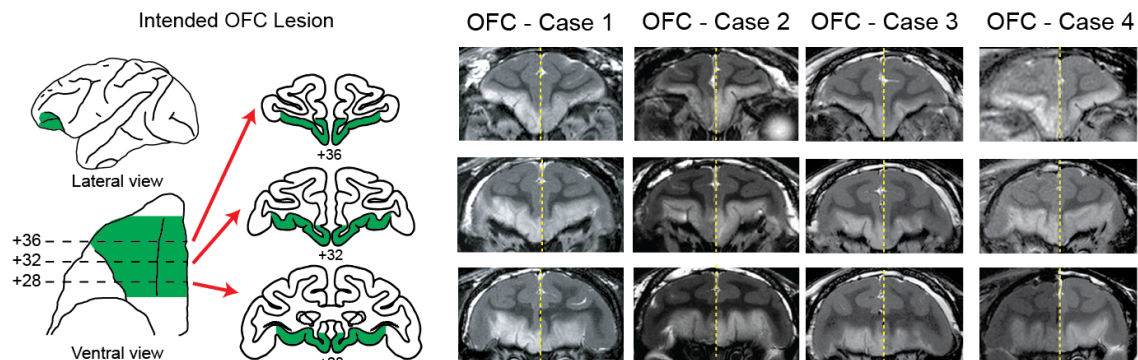 Intended OFC Lesion
OFC - Case 1
OFC - Case 2
OFC - Case 3
OFC - Case 4
Lateral view
+36
+32
+36
+32
+28
Ventral view